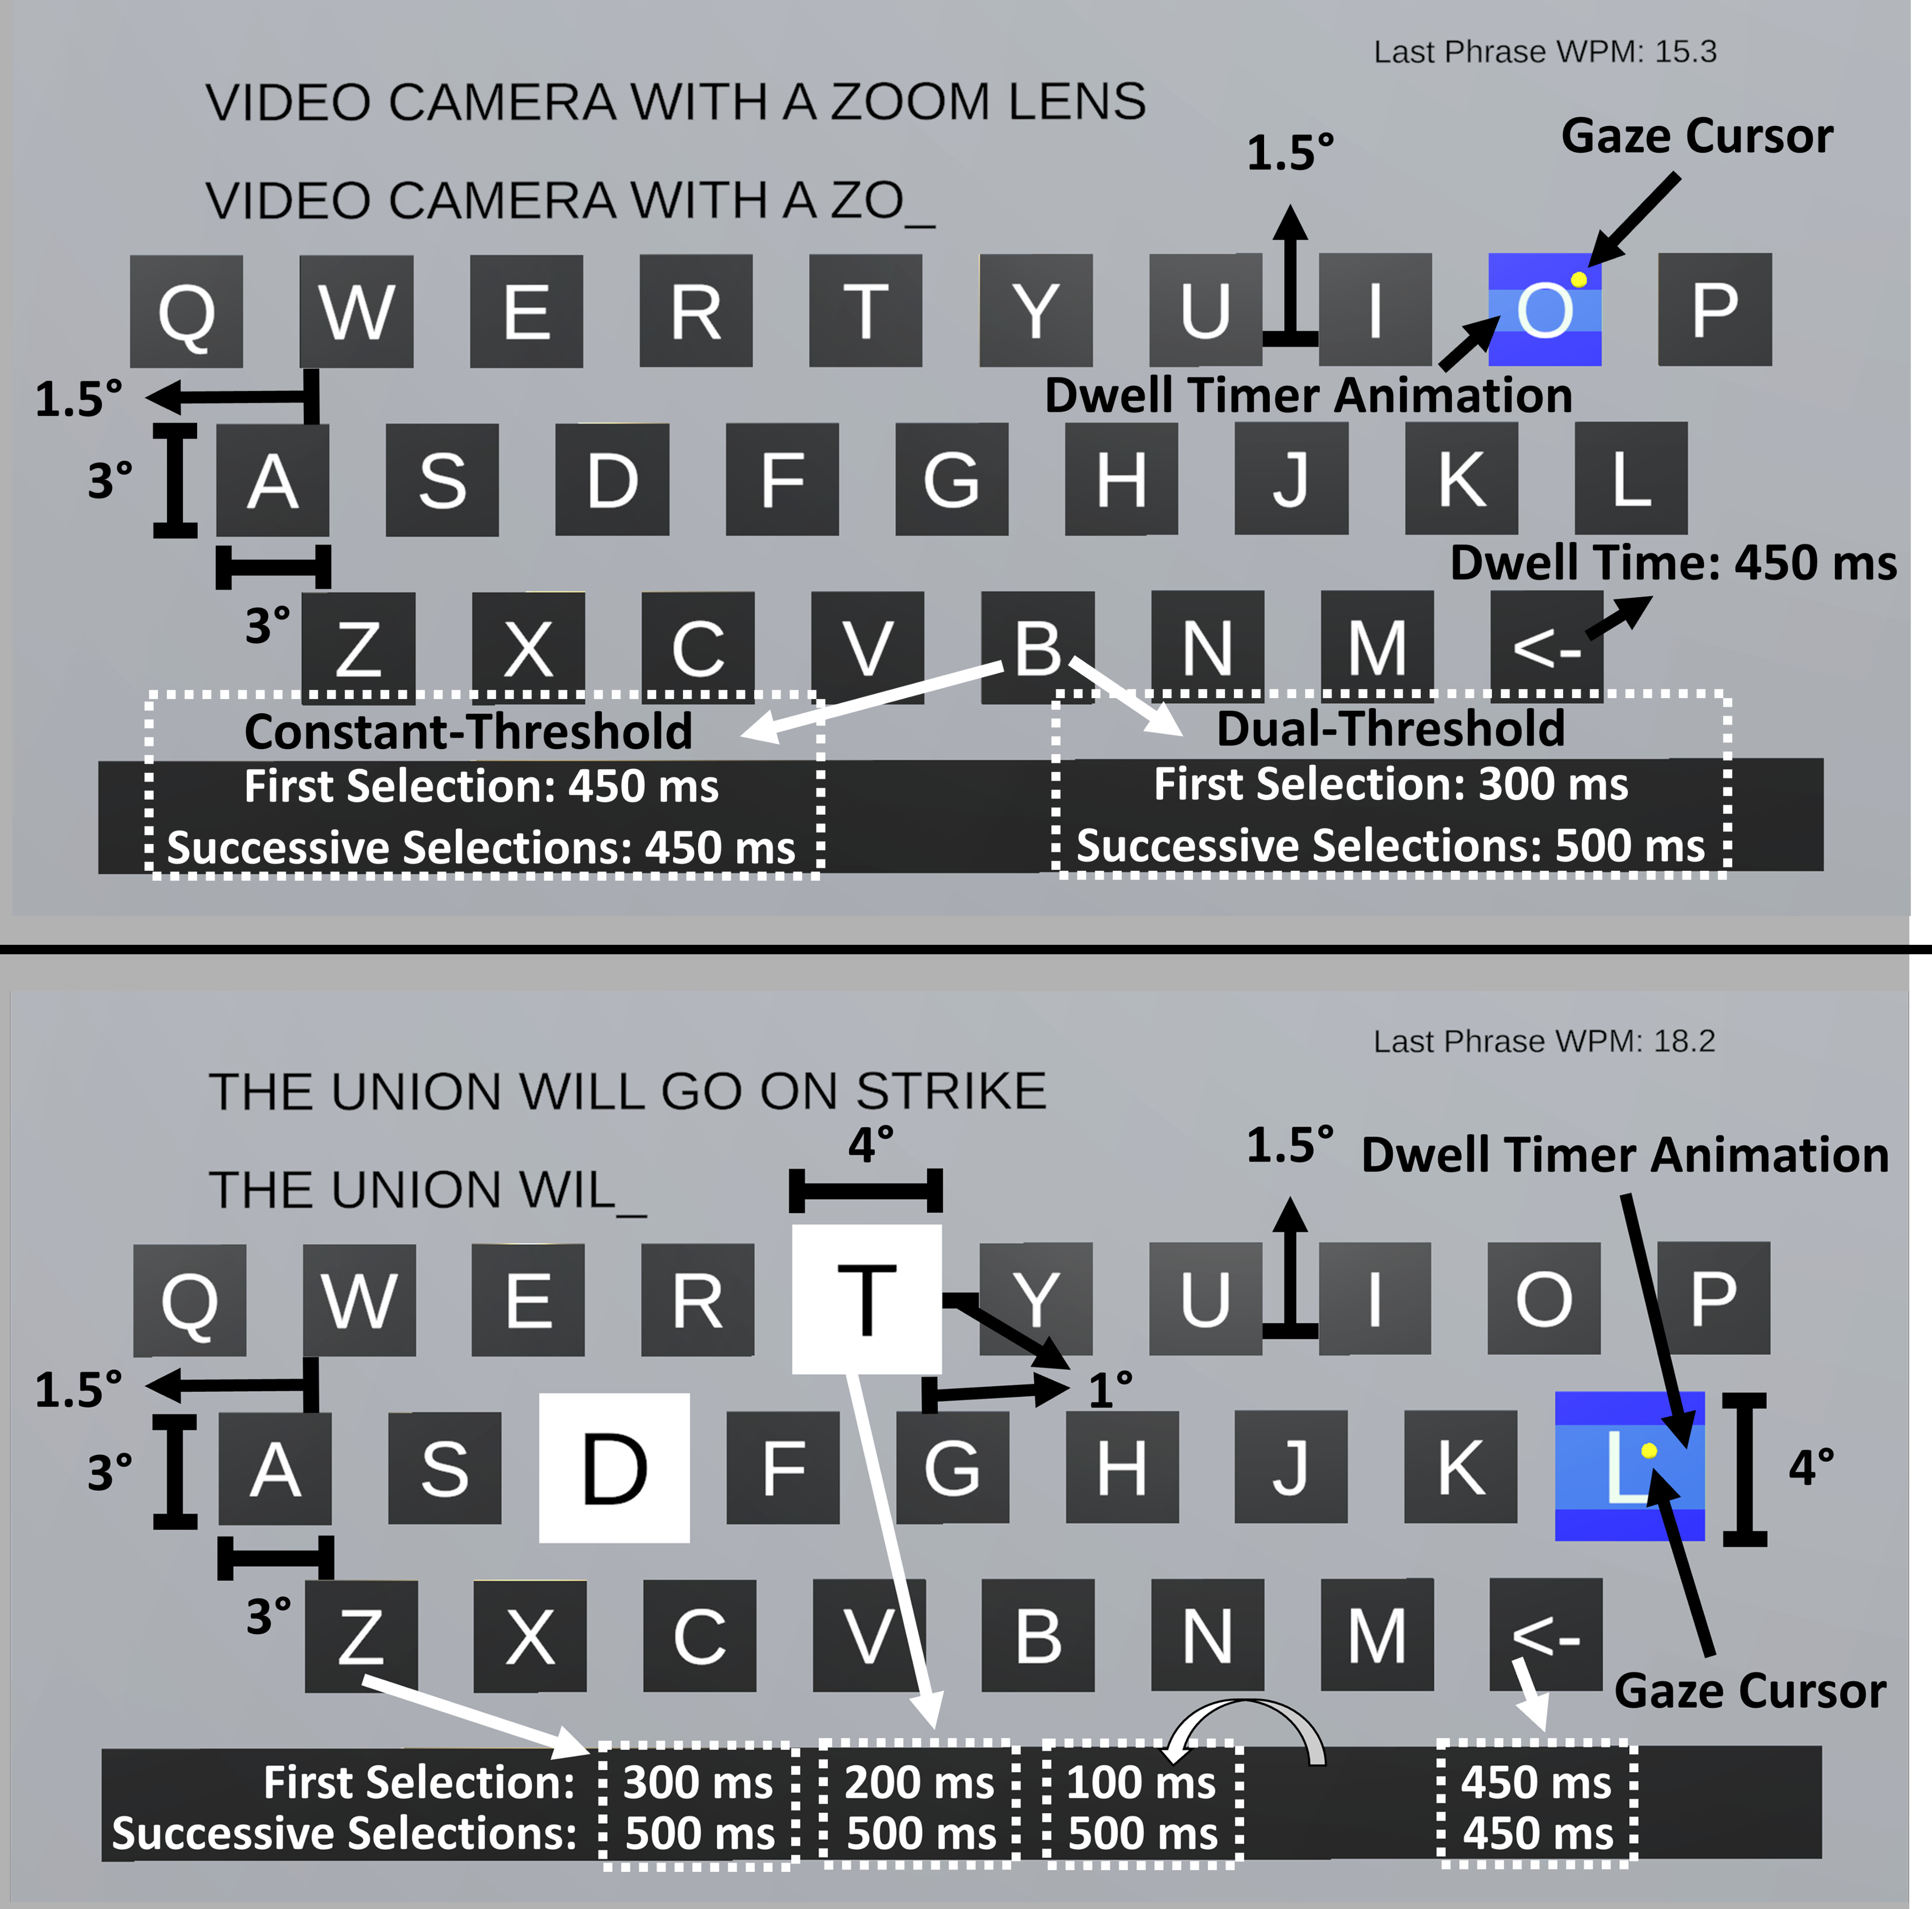 Last Phrase WPM: 15.3
VIDEO CAMERA WITH A ZOOM LENS
Gaze Cursor
1.5°
VIDEO CAMERA WITH A ZO_
Q W E R T Y U I O P
1.5°
Dwell Timer Animation
3°
A S D F G H J K L
Dwell Time: 450 ms
3°
Z X C V B N M <-
Constant-Threshold
First Selection: 450 ms
Successive Selections: 450 ms
Dual-Threshold
First Selection: 300 ms
Successive Selections: 500 ms
Last Phrase WPM: 18.2
THE UNION WILL GO ON STRIKE
4°
1.5°
Dwell Timer Animation
THE UNION WIL_
Q W E R T Y U I O P
1.5°
1°
3°
A S D F G H J K L
4°
3°
Z X C V B N M <-
Gaze Cursor
First Selection: 300 ms 200 ms 100 ms 450 ms
Successive Selections: 500 ms 500 ms 500 ms 450 ms